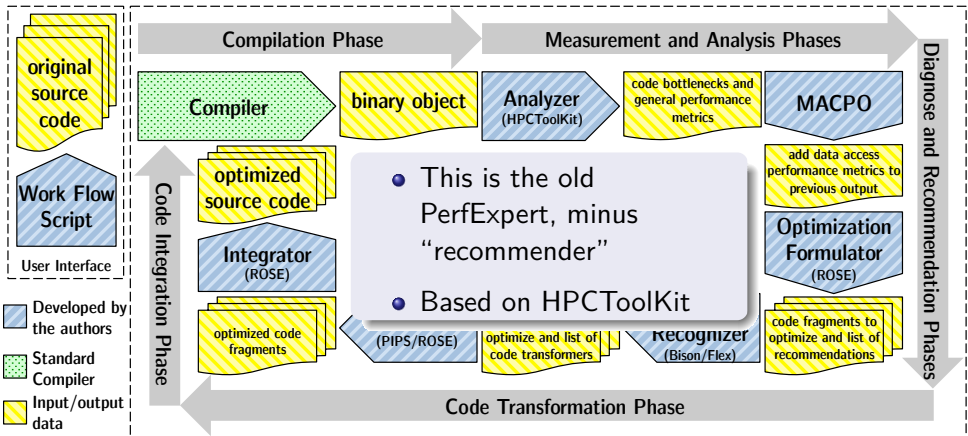 original
source
code
Work Flow
Script
User Interface
Developed by
the authors
Standard
Compiler
Input/output
data
Compilation Phase
Measurement and Analysis Phases
Diagnose and Recommendation Phases
Code Transformation Phase
Code Integration Phase
Compiler
binary object
Analyzer
(HPCToolKit)
code bottlenecks and
general performance
metrics
MACPO
add data access
performance metrics to
previous output
Optimization
Formulator
(ROSE)
code fragments to
optimize and list of
recommendations
Recognizer
(Bison/Flex)
optimize and list of
code transformers
(PIPS/ROSE)
optimized code
fragments
Integrator
(ROSE)
optimized
source code
• This is the old
PerfExpert, minus
“recommender”
• Based on HPCToolKit